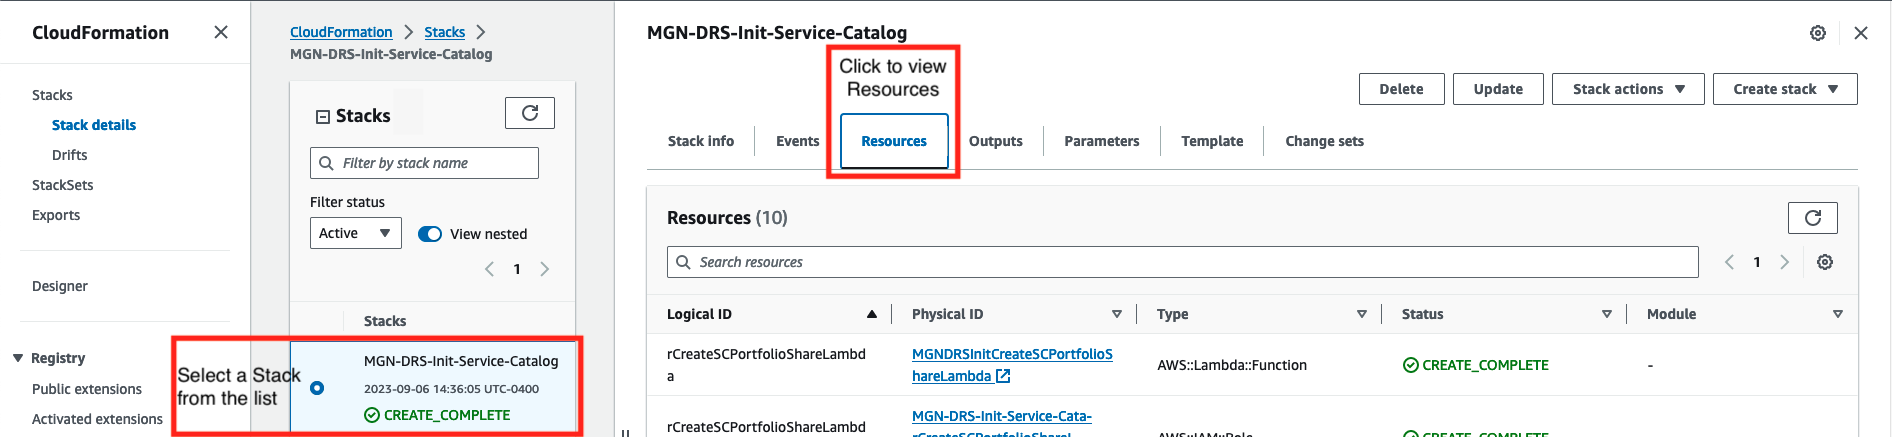 CloudFormation
Stacks
Stack details
Drifts
StackSets
Exports
Designer
Registry
Public extensions
Activated extensions
CloudFormation
Stacks
MGN-DRS-Init-Service-Catalog
Stacks
Filter by stack name
Filter status
Active
View nested
1
Stacks
Select a Stack
from the list
MGN-DRS-Init-Service-Catalog
2023-09-06 14:36:05 UTC-0400
CREATE_COMPLETE
MGN-DRS-Init-Service-Catalog
Click to view
Resources
Delete
Update
Stack actions
Create stack
Stack info
Events
Resources
Outputs
Parameters
Template
Change sets
Resources (10)
Search resources
1
Logical ID
Physical ID
Type
Status
Module
rCreateSCPortfolioShareLambd
a
MGNDRSInitCreateSCPortfolioS
hareLambda
AWS::Lambda::Function
CREATE_COMPLETE
-
rCreateSCPortfolioShareLambd
MGN-DRS-Init-Service-Cata-
rCreateSCPortfolioShareL
AWS::IAM::Role
CREATE_COMPLETE